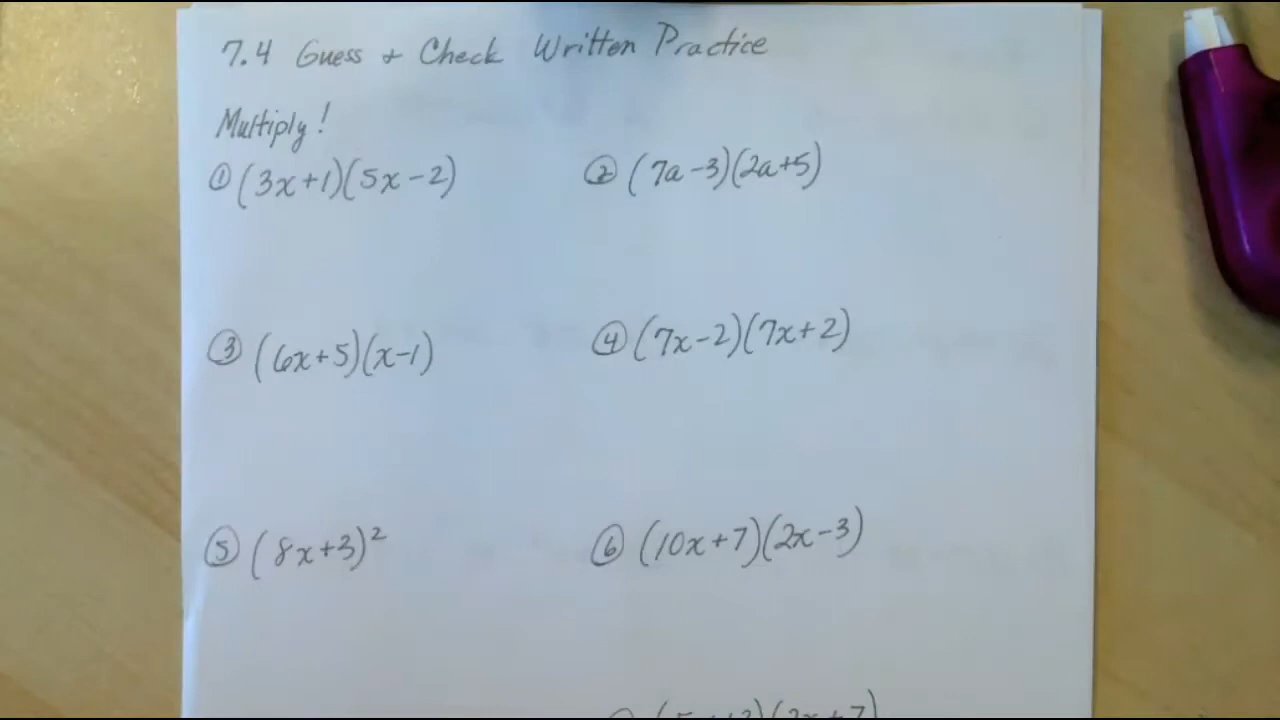 7.4 Guess + Check Written Practice
Multiply!
① (3x+1)(5x-2) ② (7a-3)(2a+5)
③ (6x+5)(x-1) ④ (7x-2)(7x+2)
⑤ (8x+3)² ⑥ (10x+7)(2x-3)